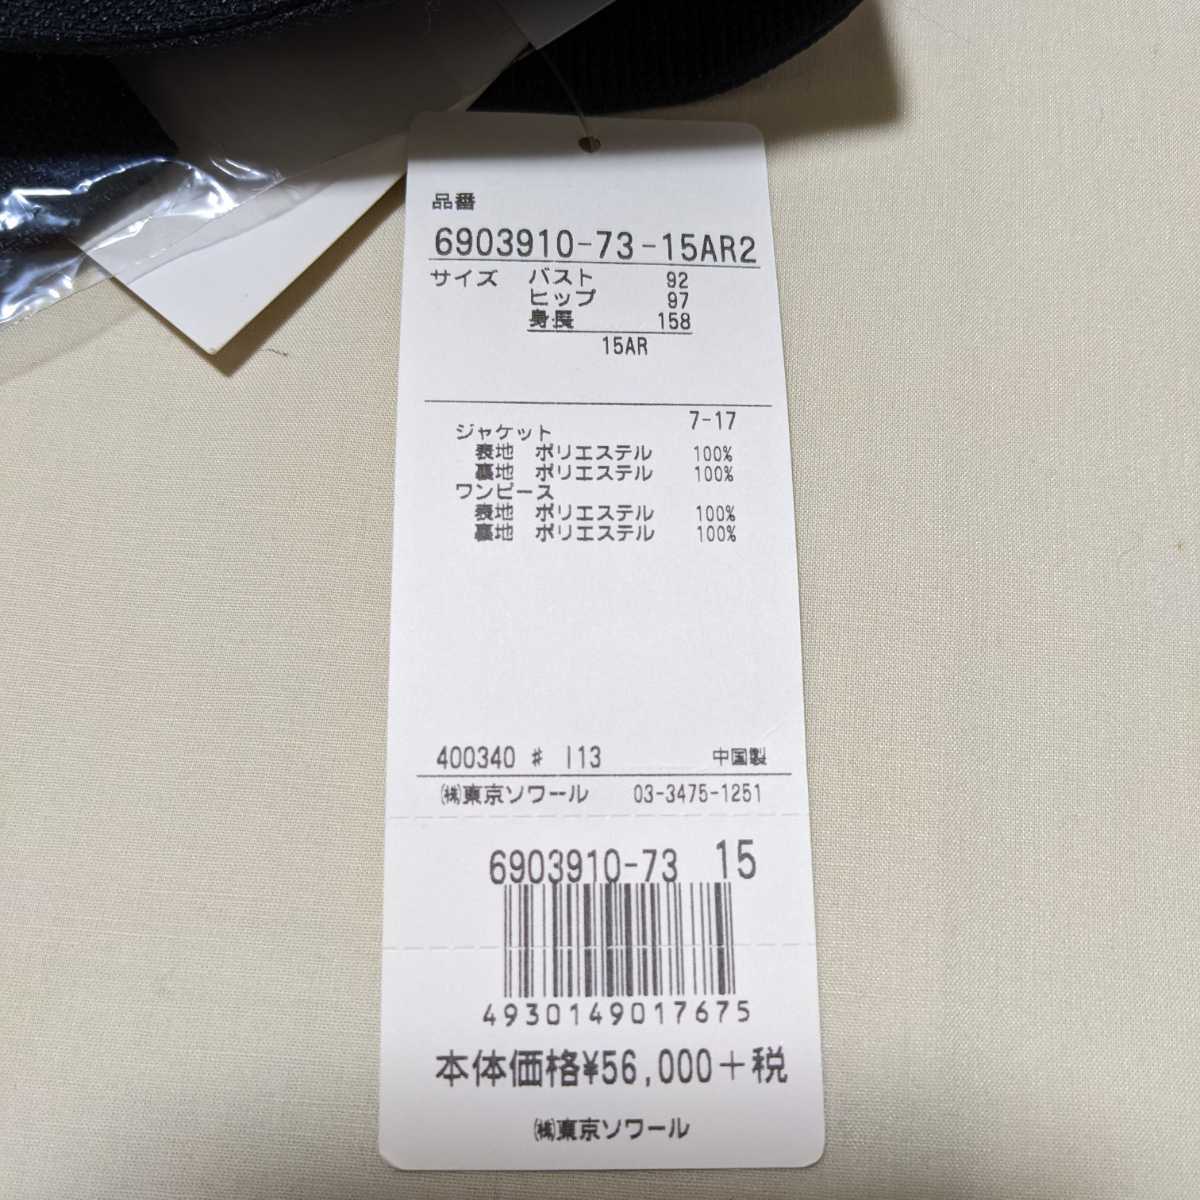 品番
6903910-73-15AR2
サイズ バスト 92
ヒップ 97
身長 158
15AR
7-17
ジャケット
表地 ポリエステル 100%
裏地 ポリエステル 100%
ワンピース
表地 ポリエステル 100%
裏地 ポリエステル 100%
400340 # I13 中国製
㈱東京ソワール 03-3475-1251
6903910-73 15
4930149017675
本体価格¥56,000+税
㈱東京ソワール